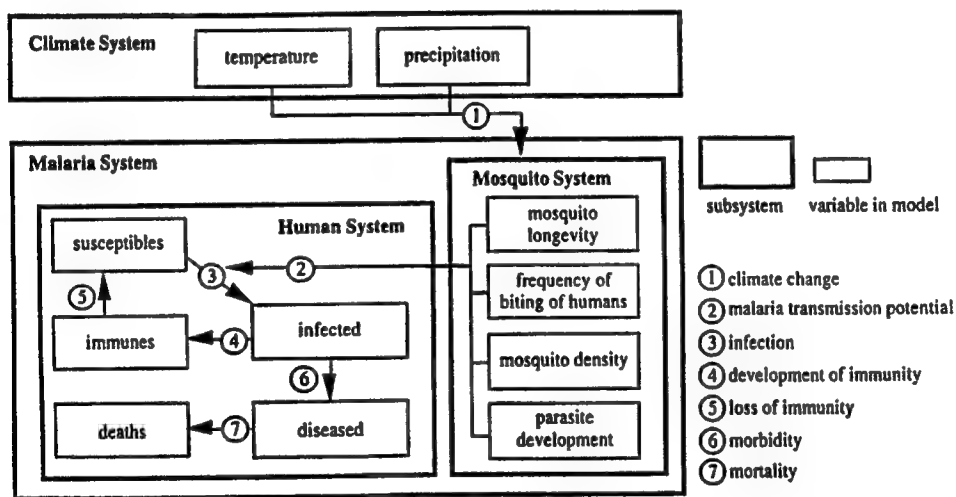 Climate System
temperature
precipitation
①
Malaria System
Mosquito System
subsystem
variable in model
Human System
susceptibles
mosquito
longevity
③
②
frequency of
biting of humans
⑤
immunes
④
infected
mosquito density
⑥
deaths
⑦
diseased
parasite
development
① climate change
② malaria transmission potential
③ infection
④ development of immunity
⑤ loss of immunity
⑥ morbidity
⑦ mortality